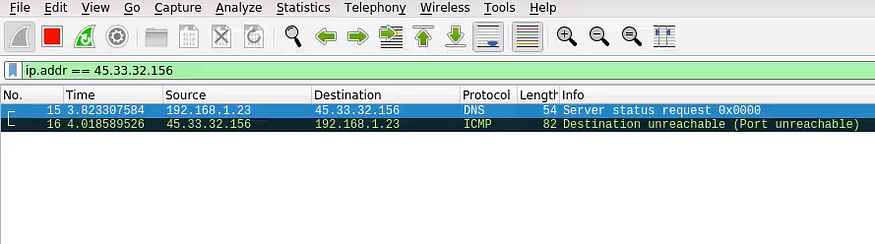 File Edit View Go Capture Analyze Statistics Telephony Wireless Tools Help
ip.addr == 45.33.32.156
No. Time Source Destination Protocol Length Info
15 3.823307584 192.168.1.23 45.33.32.156 DNS 54 Server status request 0x0000
16 4.018589526 45.33.32.156 192.168.1.23 ICMP 82 Destination unreachable (Port unreachable)